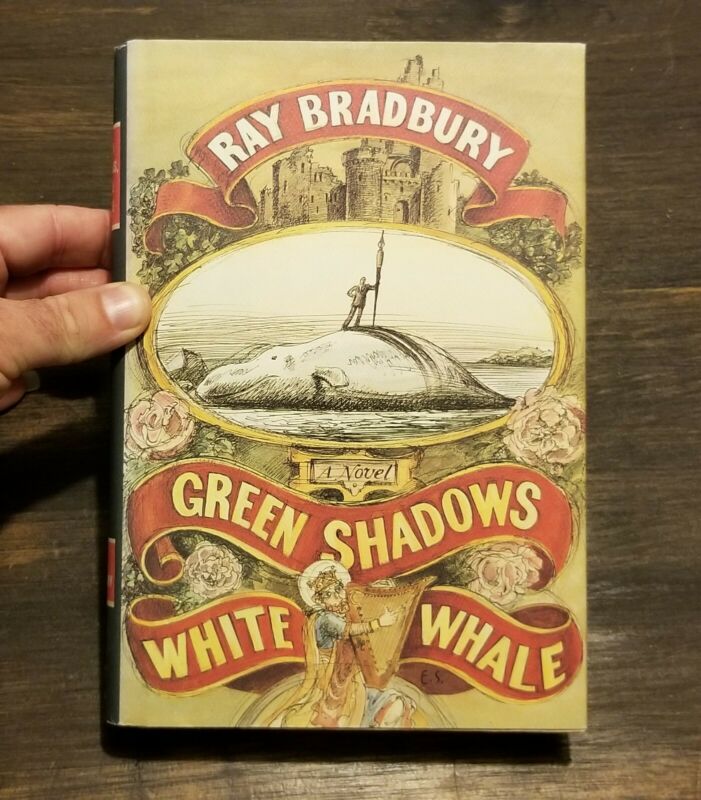 RAY BRADBURY
A Novel
GREEN SHADOWS
WHITE WHALE
E.S.